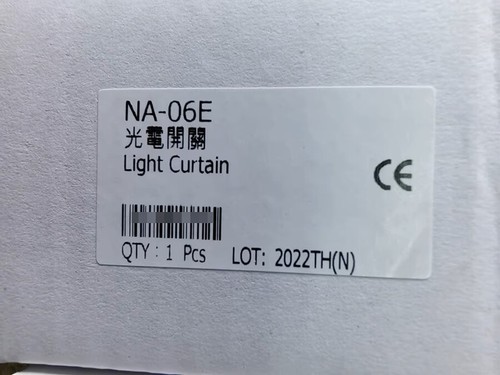 NA-06E
光電開關
Light Curtain
CE
QTY : 1 Pcs LOT: 2022TH(N)